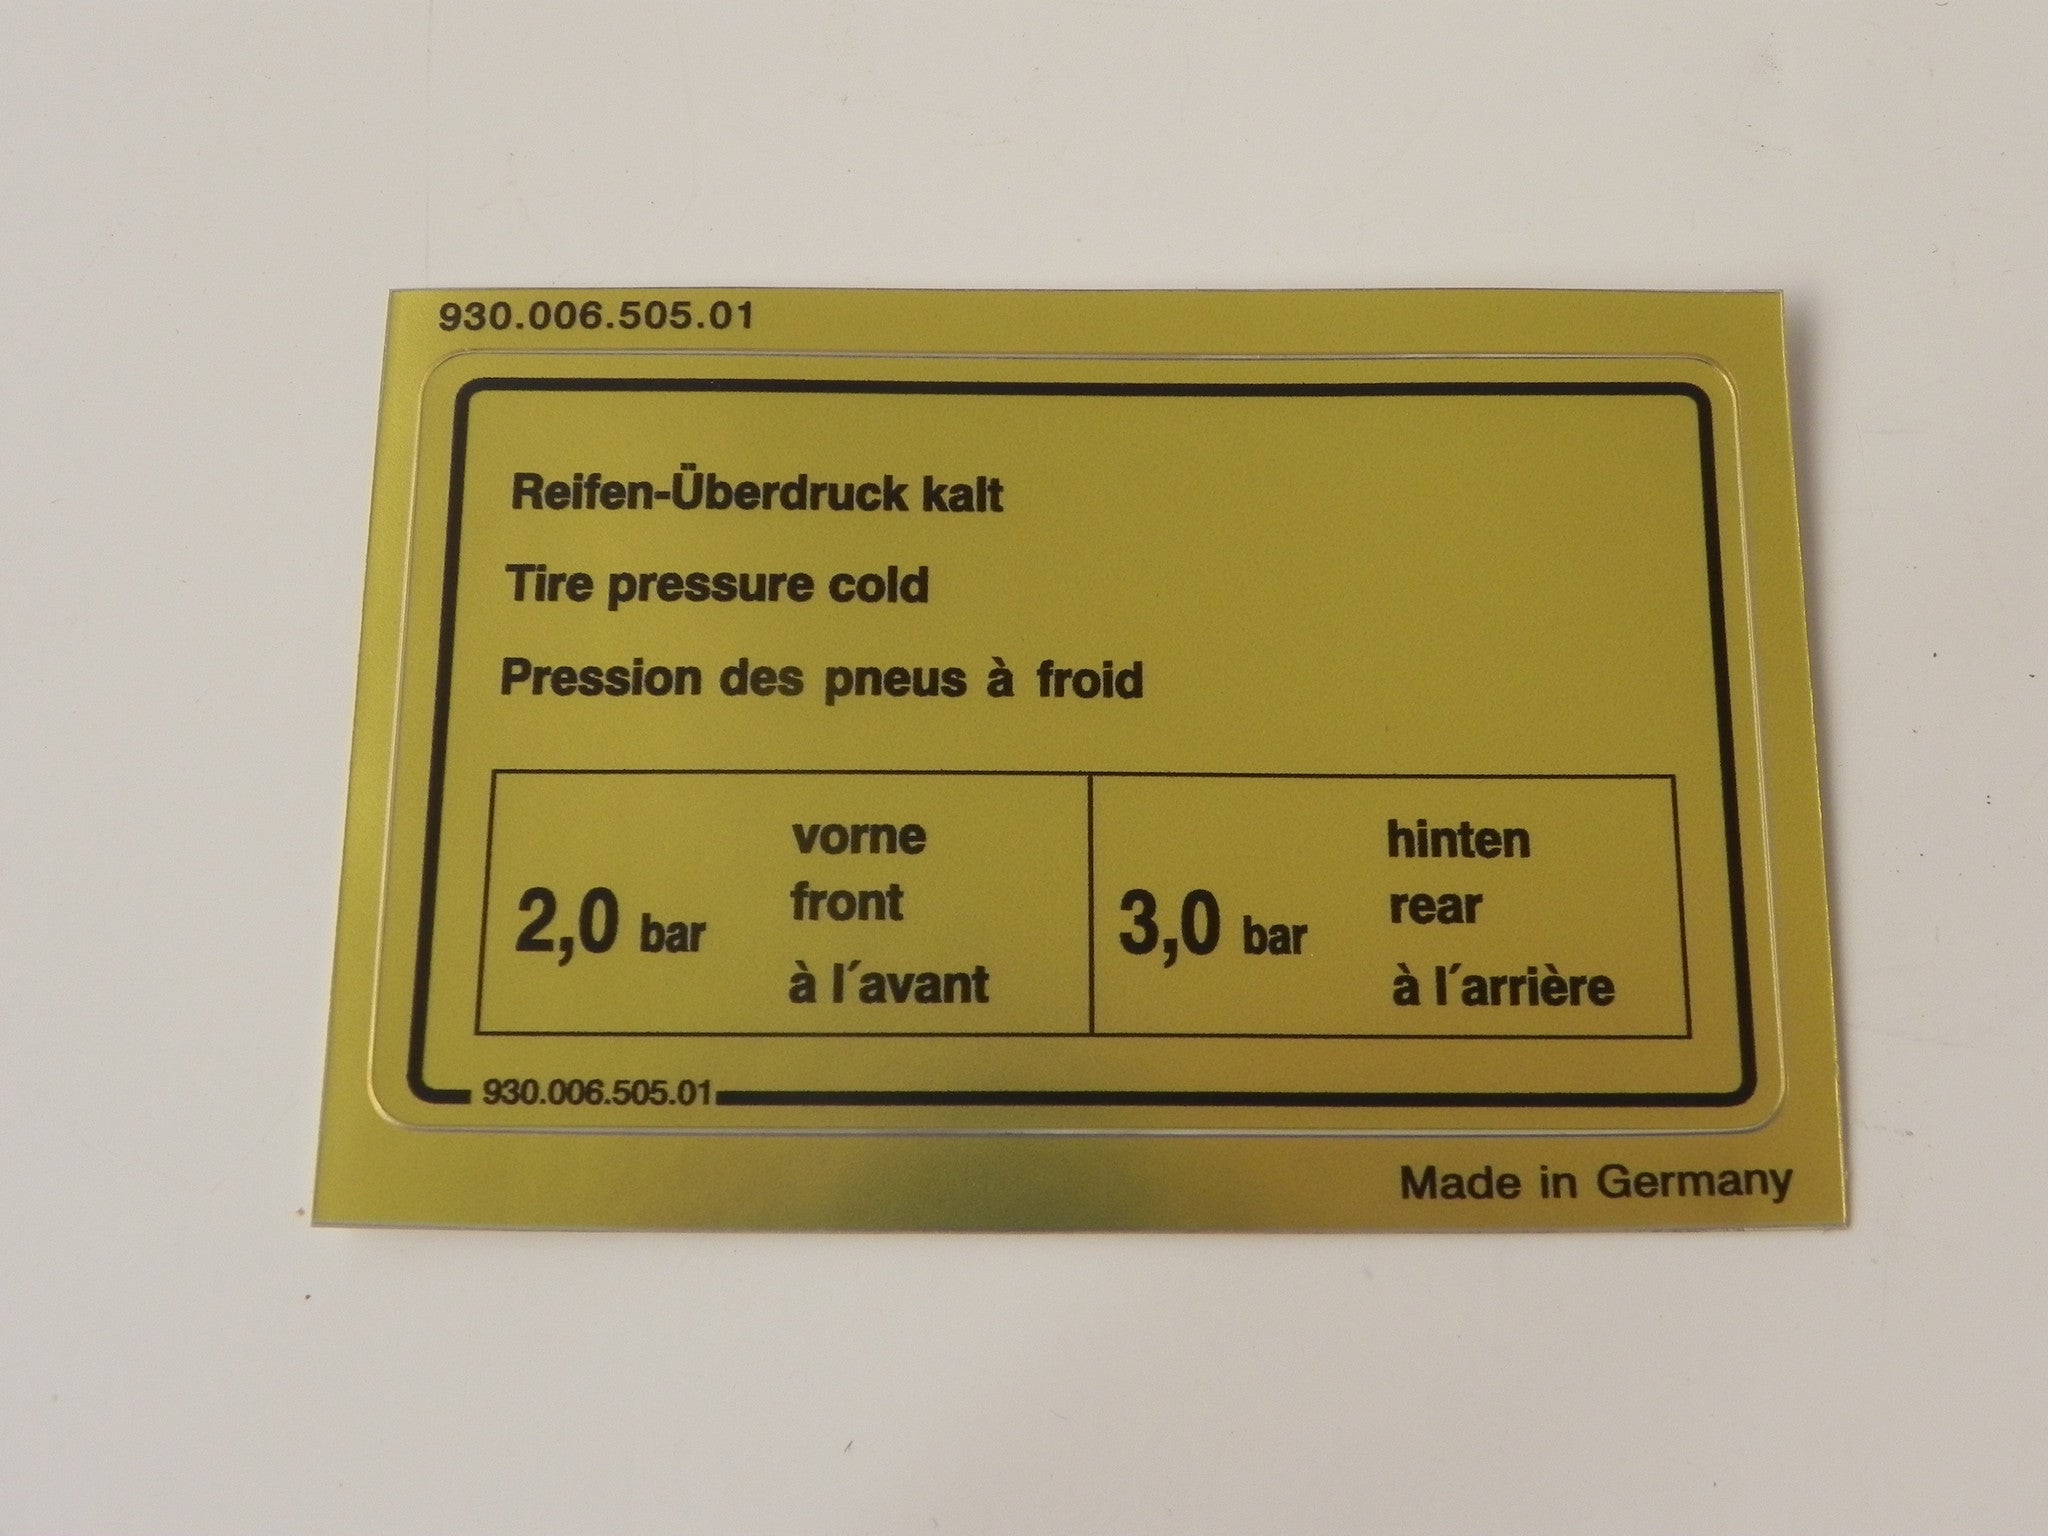 930.006.505.01
Reifen-Überdruck kalt
Tire pressure cold
Pression des pneus à froid
2,0 bar
vorne
front
à l´avant
3,0 bar
hinten
rear
à l´arrière
930.006.505.01
Made in Germany